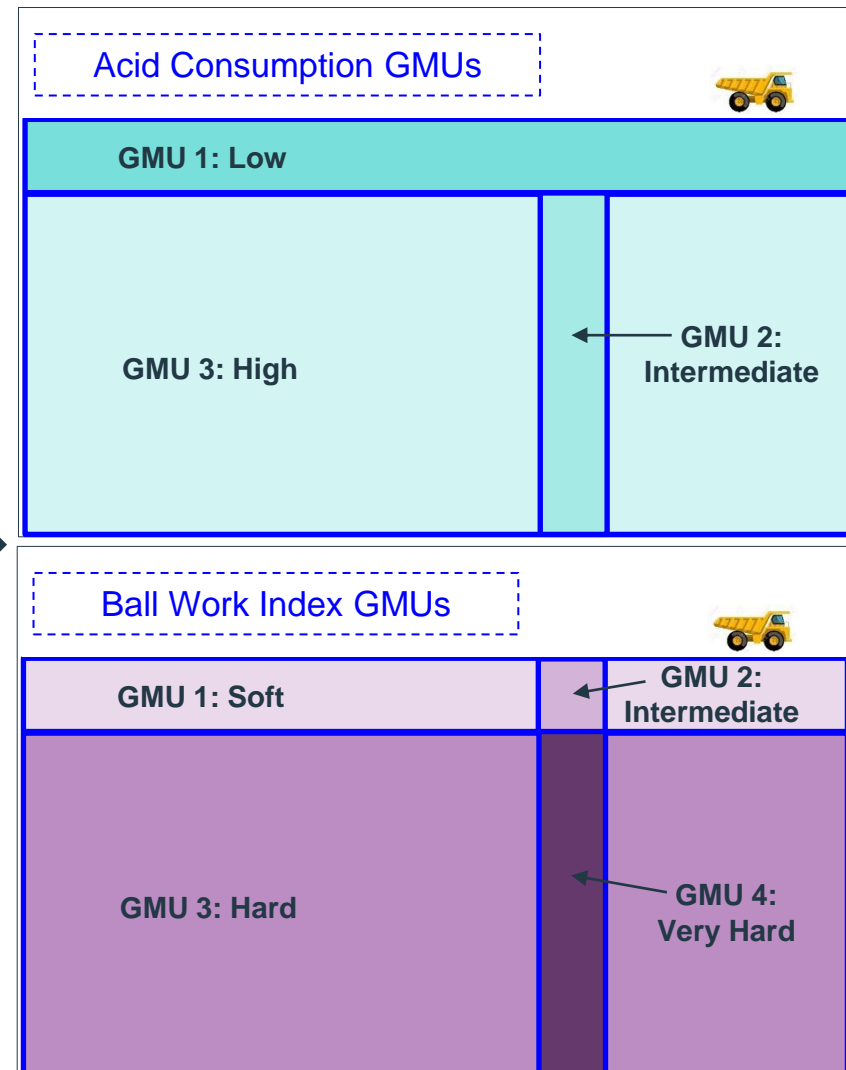 Acid Consumption GMUs
GMU 1: Low
GMU 3: High
GMU 2:
Intermediate
Ball Work Index GMUs
GMU 1: Soft
GMU 2:
Intermediate
GMU 3: Hard
GMU 4:
Very Hard